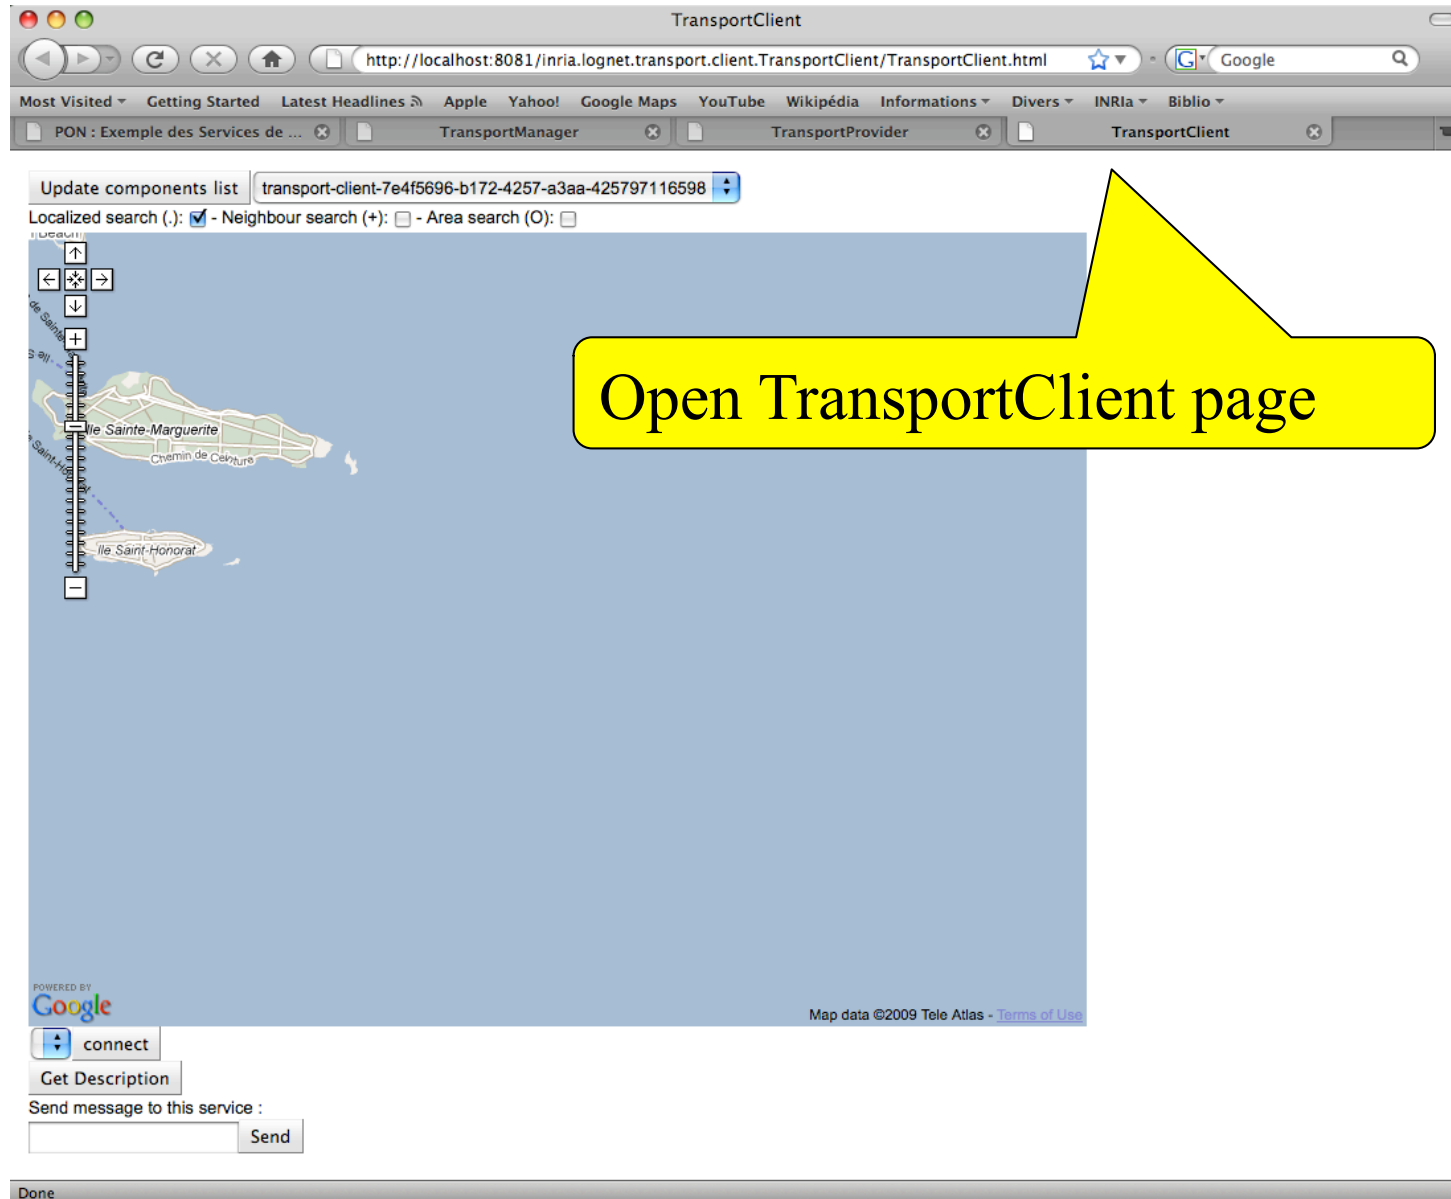 TransportClient
http://localhost:8081/inria.lognet.transport.client.TransportClient/TransportClient.html
Google
Most Visited Getting Started Latest Headlines Apple Yahoo! Google Maps YouTube Wikipédia Informations Divers INRIa Biblio
PON : Exemple des Services de ... TransportManager TransportProvider TransportClient
Update components list transport-client-7e4f5696-b172-4257-a3aa-425797116598
Localized search (.): - Neighbour search (+): - Area search (O):
Beach
Open TransportClient page
Ile Sainte-Marguerite
Chemin de Ceinture
Ile Saint-Honorat
POWERED BY
Google
Map data ©2009 Tele Atlas - Terms of Use
connect
Get Description
Send message to this service :
Send
Done